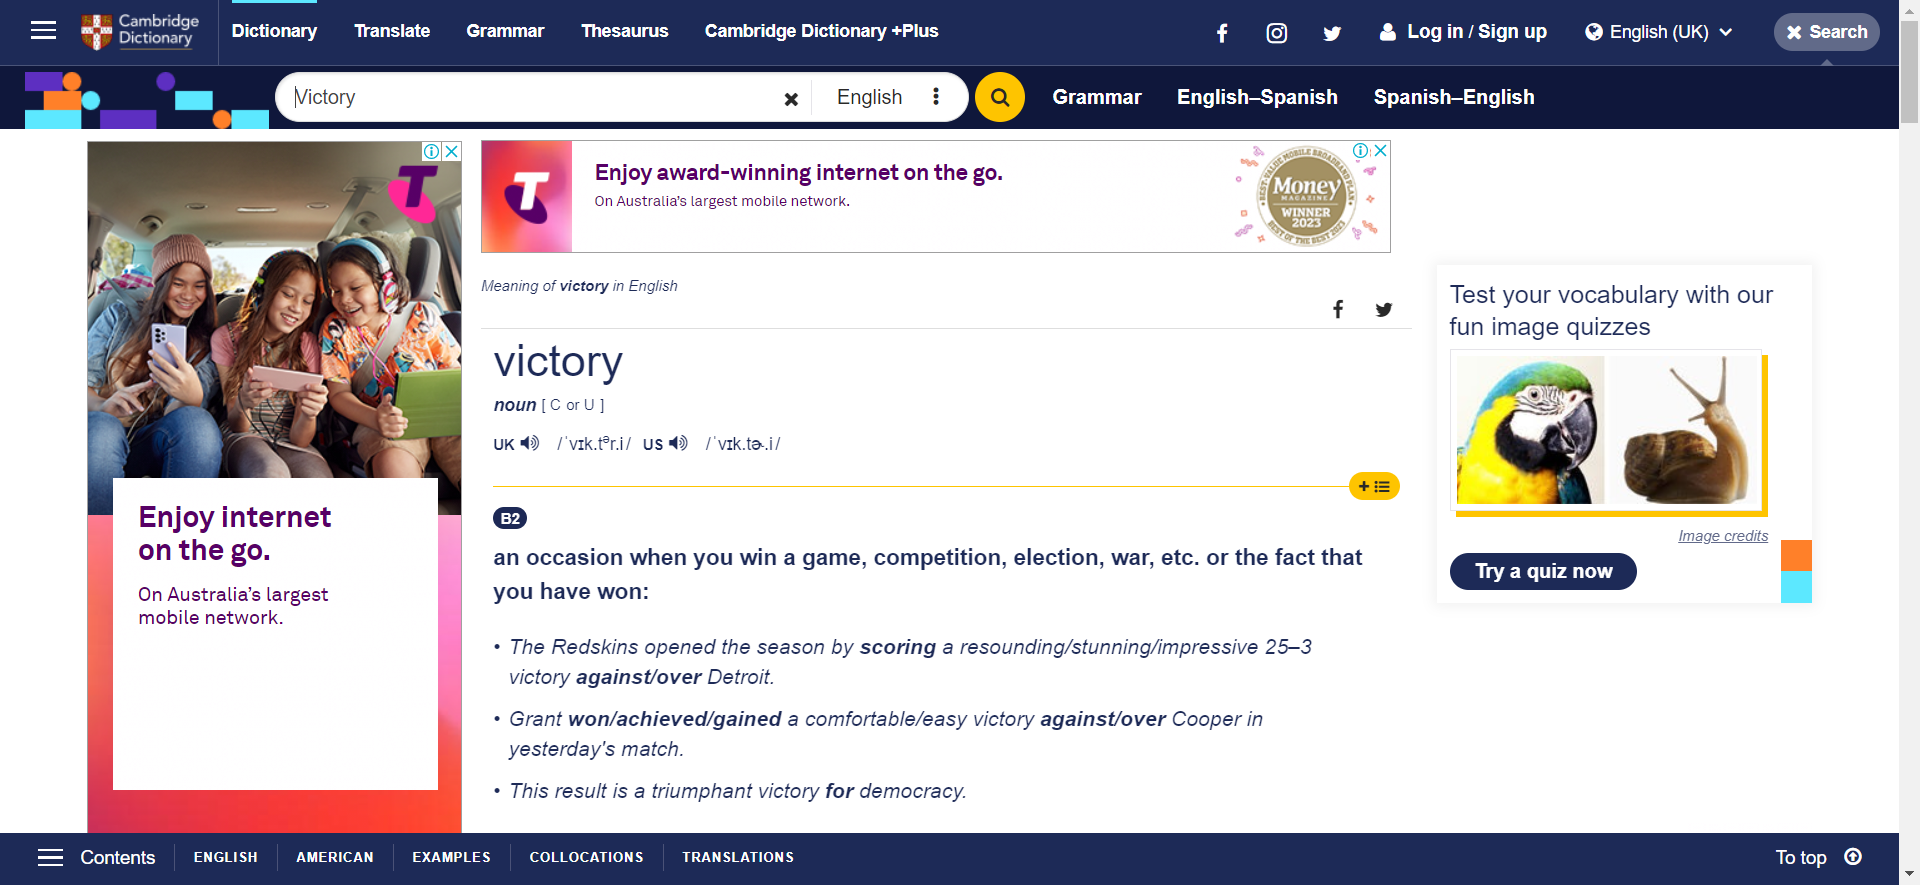 Cambridge
Dictionary
Dictionary
Translate
Grammar
Thesaurus
Cambridge Dictionary +Plus
Log in / Sign up
English (UK)
Search
Victory
English
Grammar
English–Spanish
Spanish–English
T
Enjoy internet
on the go.
On Australia's largest
mobile network.
T
Enjoy award-winning internet on the go.
On Australia's largest mobile network.
BEST VALUE MOBILE BROADBAND PLAN
Money
MAGAZINE
WINNER
2023
BEST OF THE BEST 2023
Meaning of victory in English
victory
noun [ C or U ]
UK /ˈvɪk.tᵊr.i/ US /ˈvɪk.tɚ.i/
B2
an occasion when you win a game, competition, election, war, etc. or the fact that
you have won:
• The Redskins opened the season by scoring a resounding/stunning/impressive 25–3
victory against/over Detroit.
• Grant won/achieved/gained a comfortable/easy victory against/over Cooper in
yesterday's match.
• This result is a triumphant victory for democracy.
Test your vocabulary with our
fun image quizzes
Image credits
Try a quiz now
Contents
ENGLISH
AMERICAN
EXAMPLES
COLLOCATIONS
TRANSLATIONS
To top